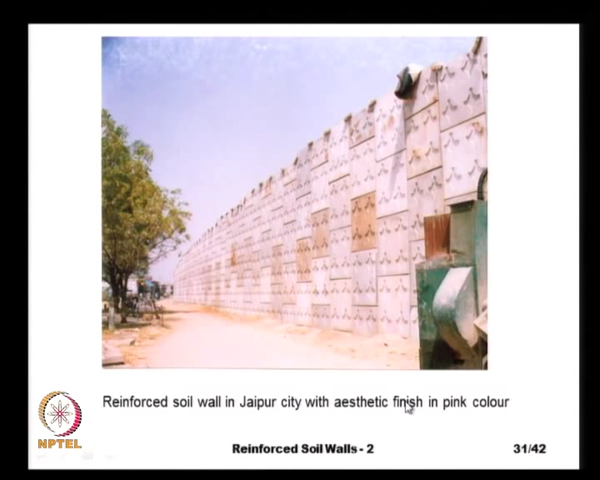 Reinforced soil wall in Jaipur city with aesthetic finish in pink colour
NPTEL
Reinforced Soil Walls - 2
31/42